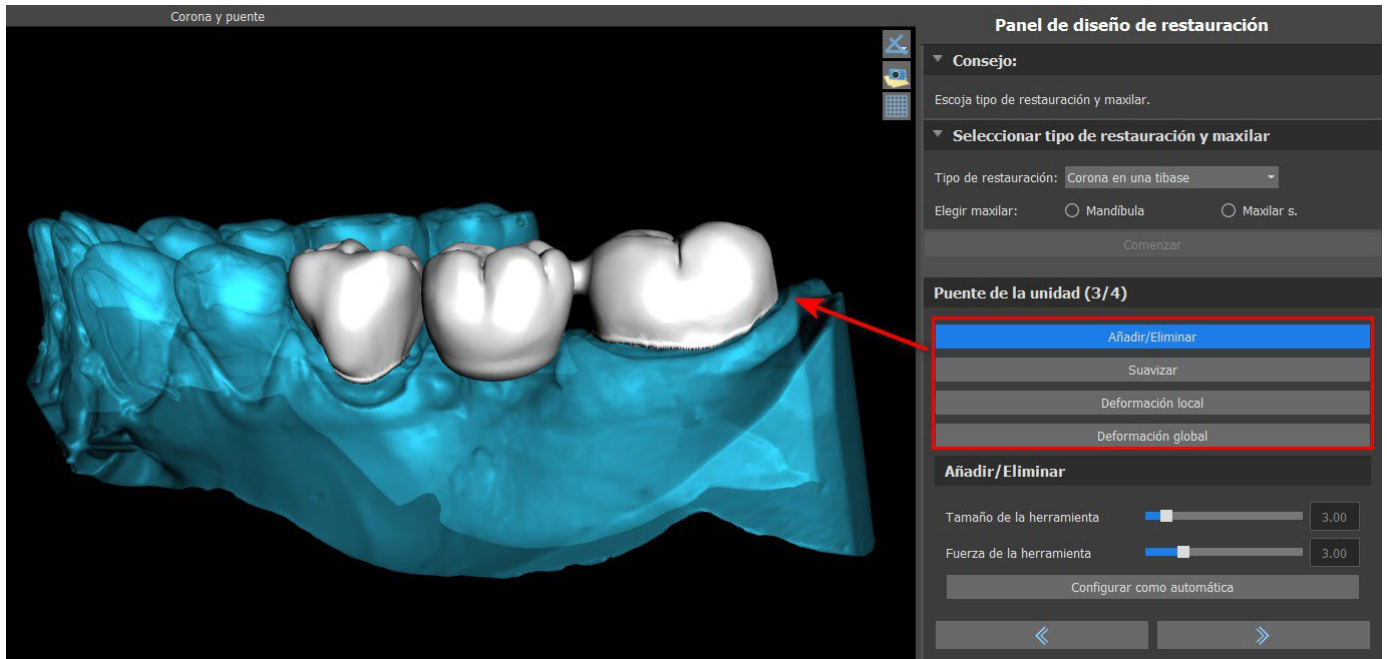 Corona y puente
Panel de diseño de restauración
Consejo:
Escoja tipo de restauración y maxilar.
Seleccionar tipo de restauración y maxilar
Tipo de restauración: Corona en una tibase
Elegir maxilar: Mandíbula Maxilar s.
Comenzar
Puente de la unidad (3/4)
Añadir/Eliminar
Suavizar
Deformación local
Deformación global
Añadir/Eliminar
Tamaño de la herramienta 3.00
Fuerza de la herramienta 3.00
Configurar como automática